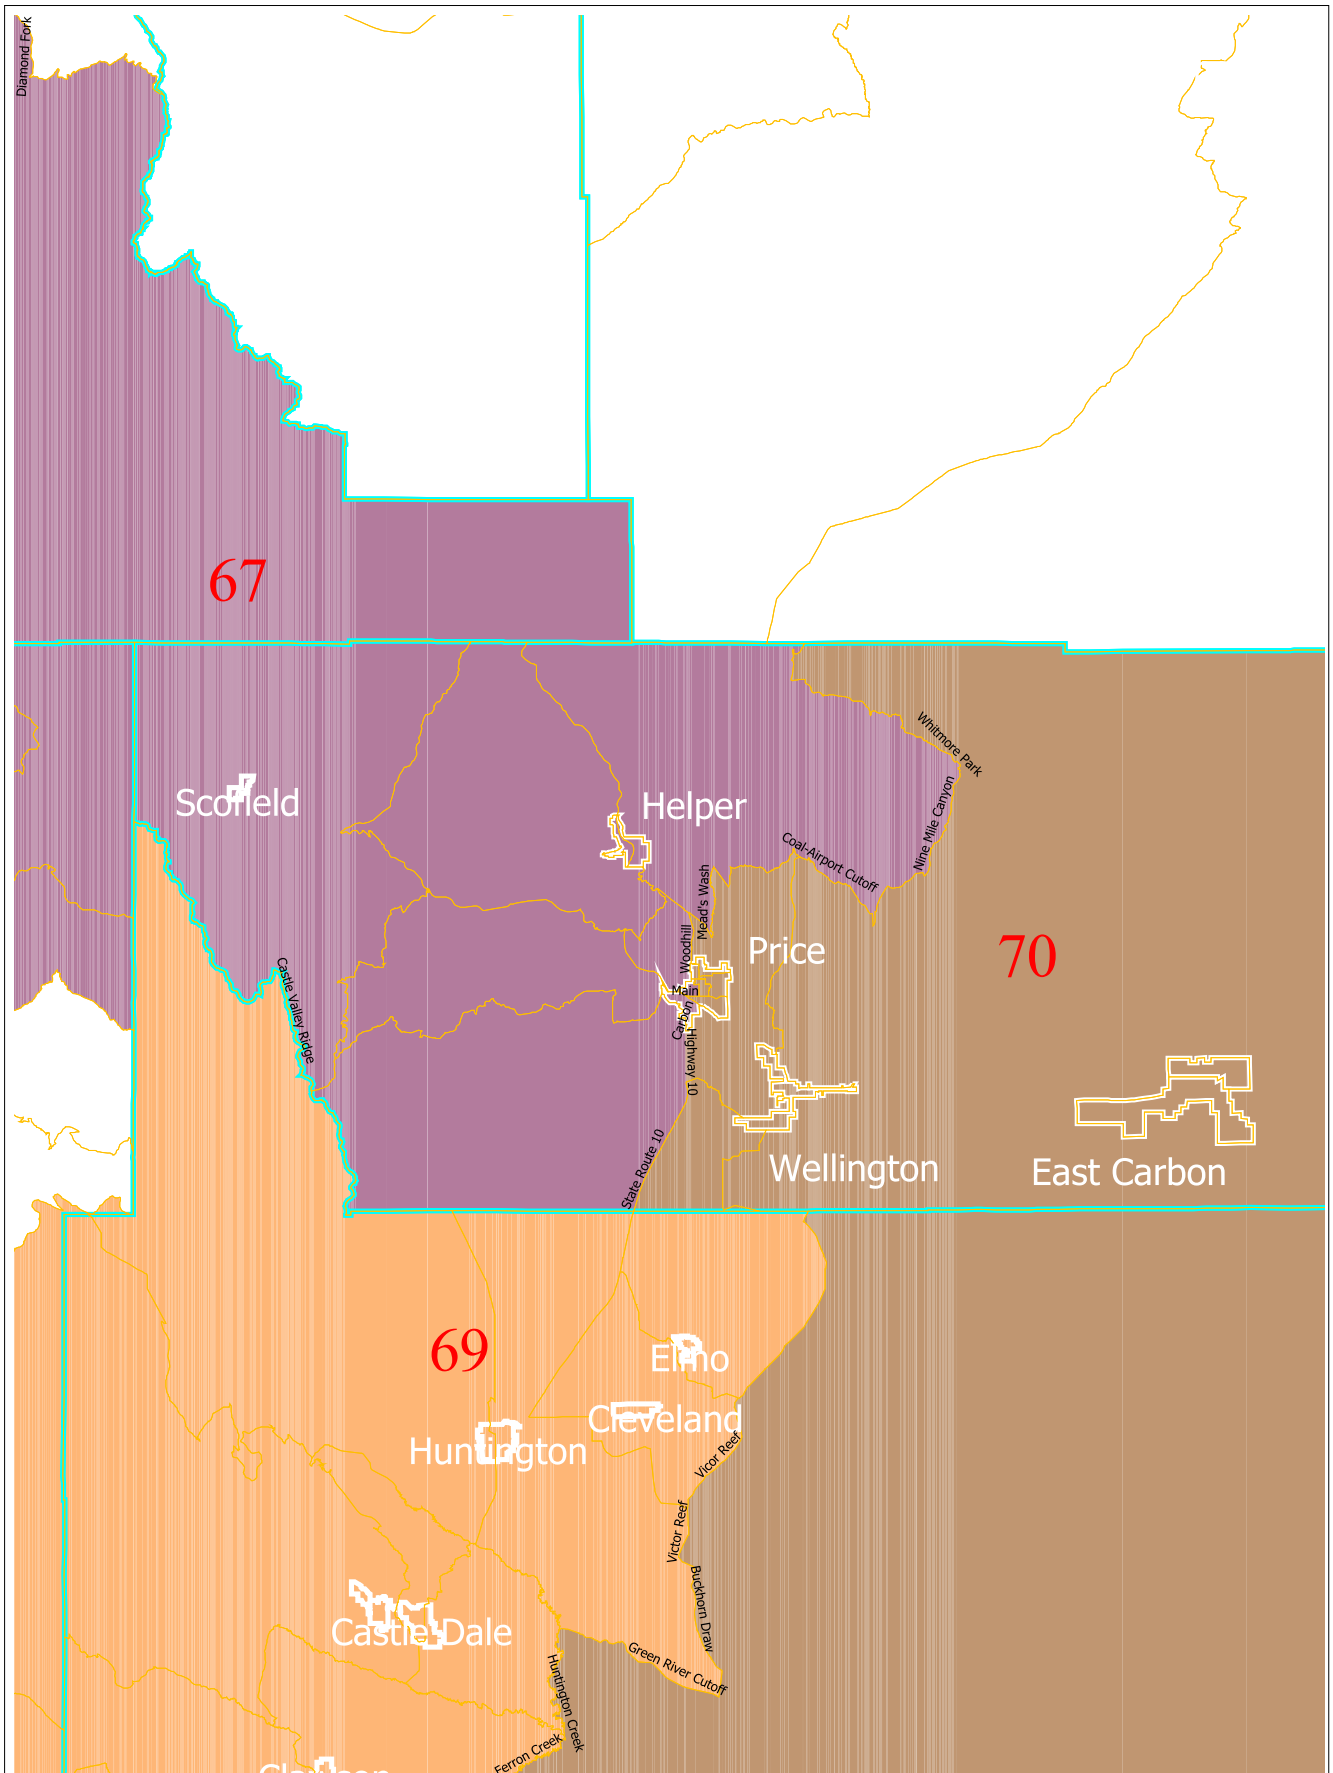 Diamond Fork
67
Whitmore Park
Scofield
Helper
Nine Mile Canyon
Coal-Airport Cutoff
Mead's Wash
Woodhill
Price
70
Castle Valley Ridge
Main
Carbon
Highway 10
State Route 10
Wellington
East Carbon
69
Elmo
Cleveland
Huntington
Vicor Reef
Victor Reef
Buckhorn Draw
Castle Dale
Green River Cutoff
Huntington Creek
Ferron Creek